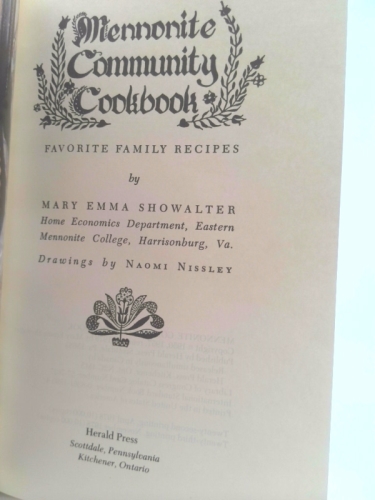 Mennonite
Community
Cookbook
FAVORITE FAMILY RECIPES
by
MARY EMMA SHOWALTER
Home Economics Department, Eastern
Mennonite College, Harrisonburg, Va.
Drawings by NAOMI NISSLEY
Herald Press
Scottdale, Pennsylvania
Kitchener, Ontario